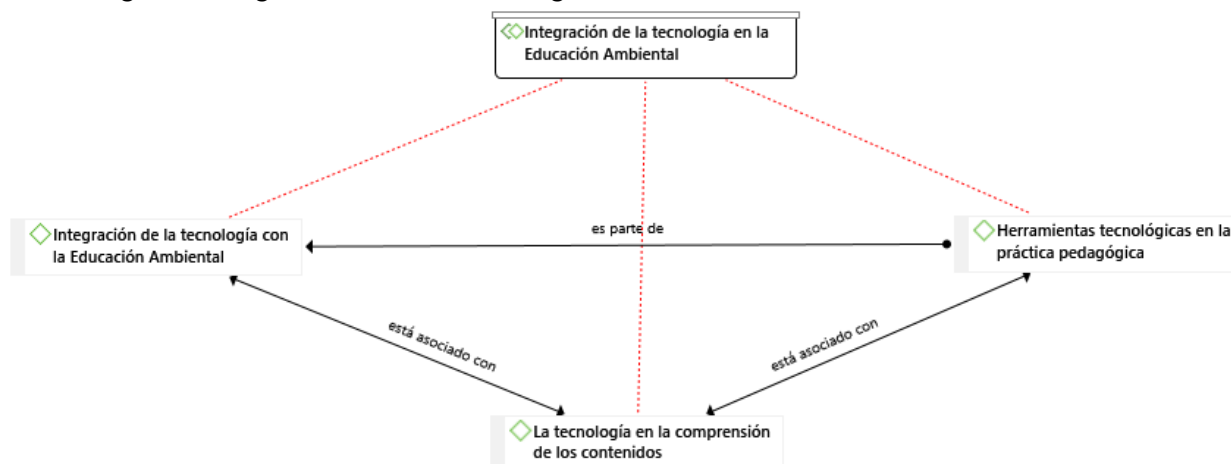 Integración de la tecnología en la
Educación Ambiental
Integración de la tecnología con
la Educación Ambiental
es parte de
Herramientas tecnológicas en la
práctica pedagógica
está asociado con
está asociado con
La tecnología en la comprensión
de los contenidos